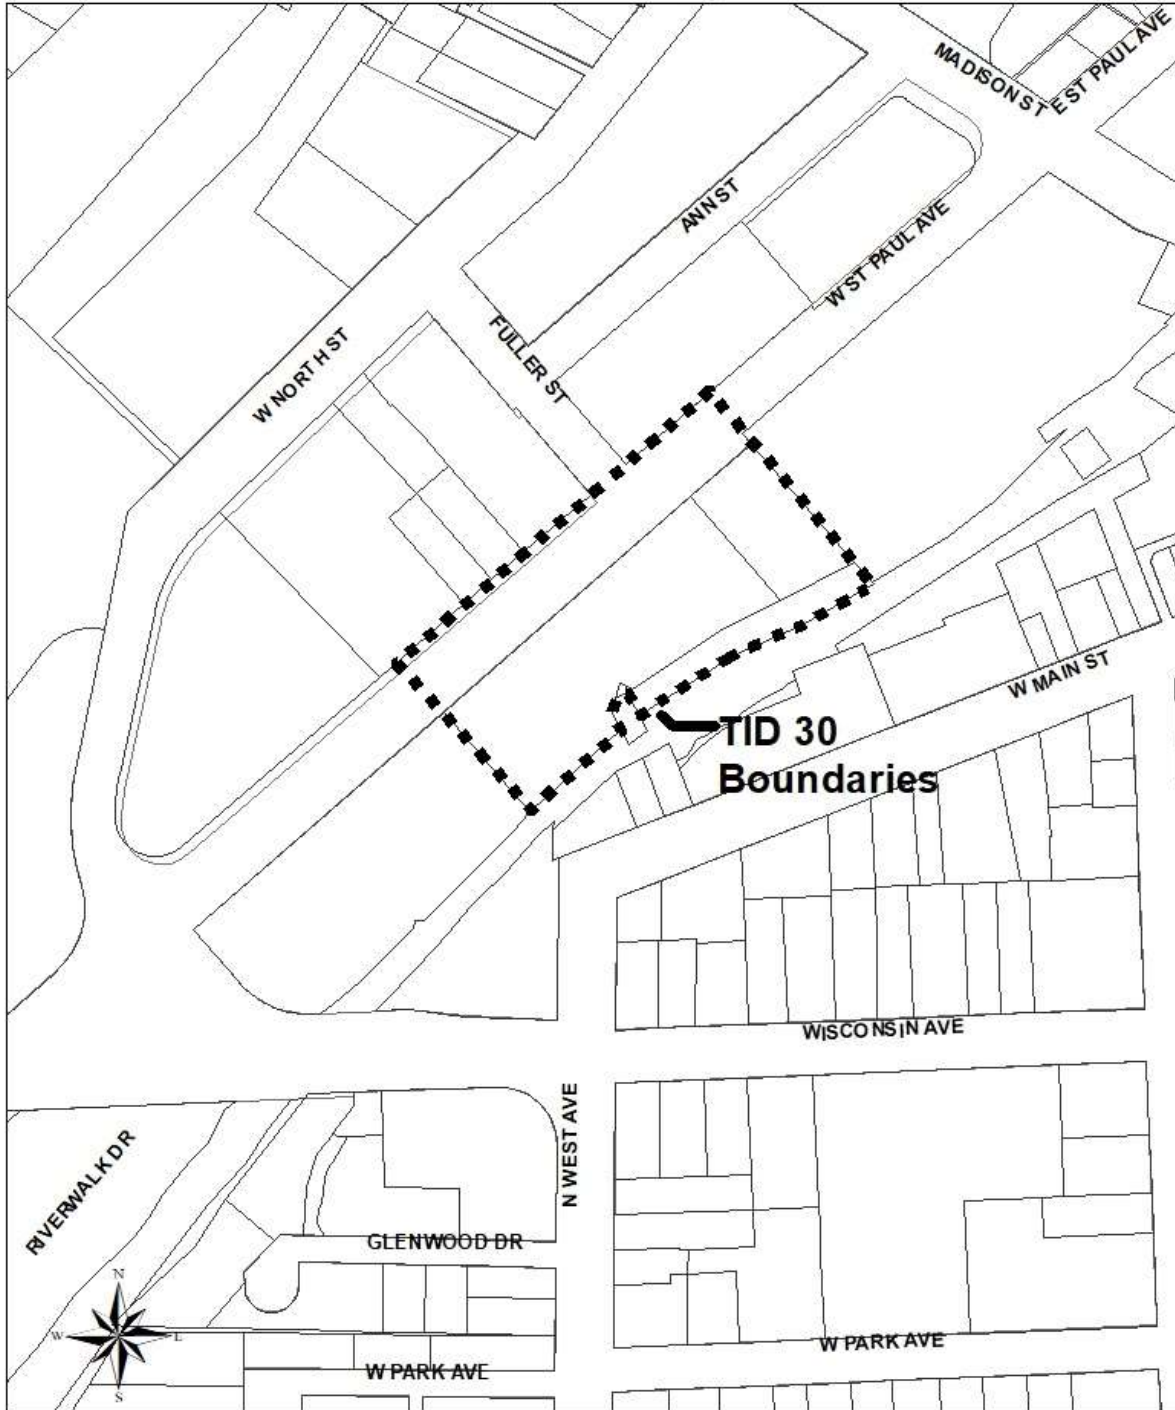 MADISON ST
E ST PAUL AVE
ANN ST
W ST PAUL AVE
FULLER ST
W NORTH ST
W MAIN ST
TID 30
Boundaries
WISCONSIN AVE
N WEST AVE
RIVERWALK DR
GLENWOOD DR
N
W
E
S
W PARK AVE
W PARK AVE